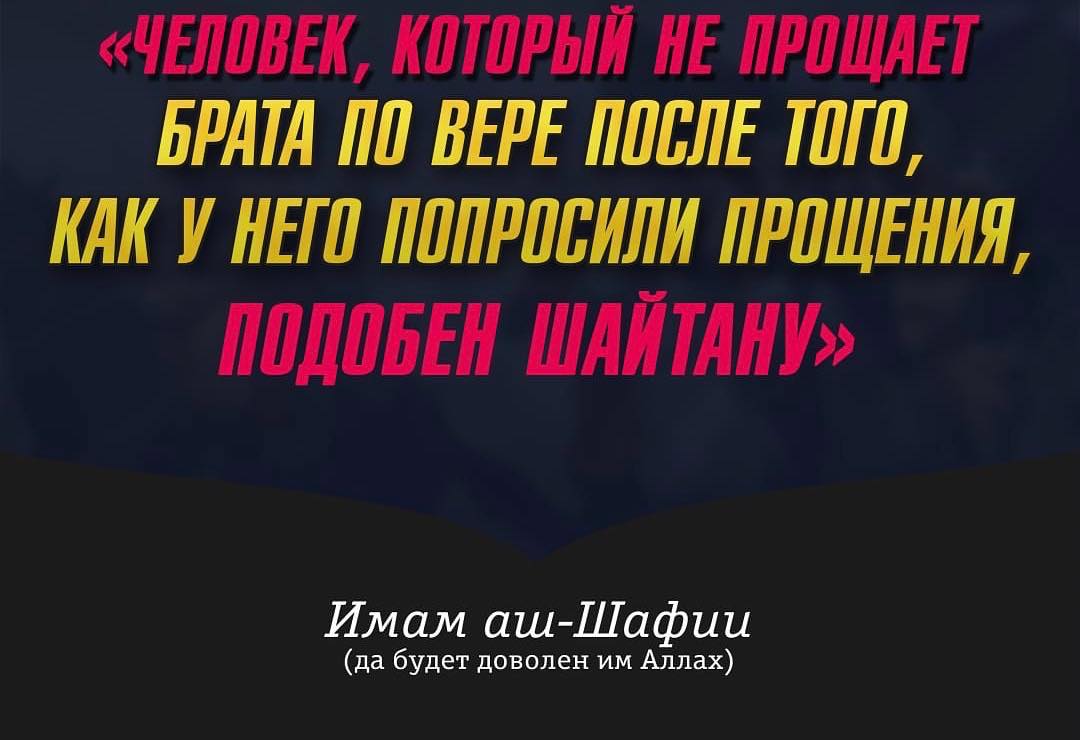 «ЧЕЛОВЕК, КОТОРЫЙ НЕ ПРОЩАЕТ
БРАТА ПО ВЕРЕ ПОСЛЕ ТОГО,
КАК У НЕГО ПОПРОСИЛИ ПРОЩЕНИЯ,
ПОДОБЕН ШАЙТАНУ»
Имам аш-Шафии
(да будет доволен им Аллах)